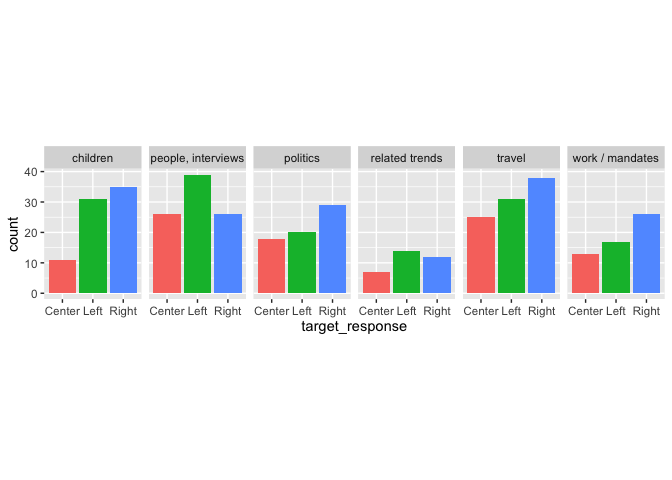 children people, interviews politics related trends travel work / mandates
40
30
20
10
0
count
Center Left Right Center Left Right Center Left Right Center Left Right Center Left Right Center Left Right
target_response